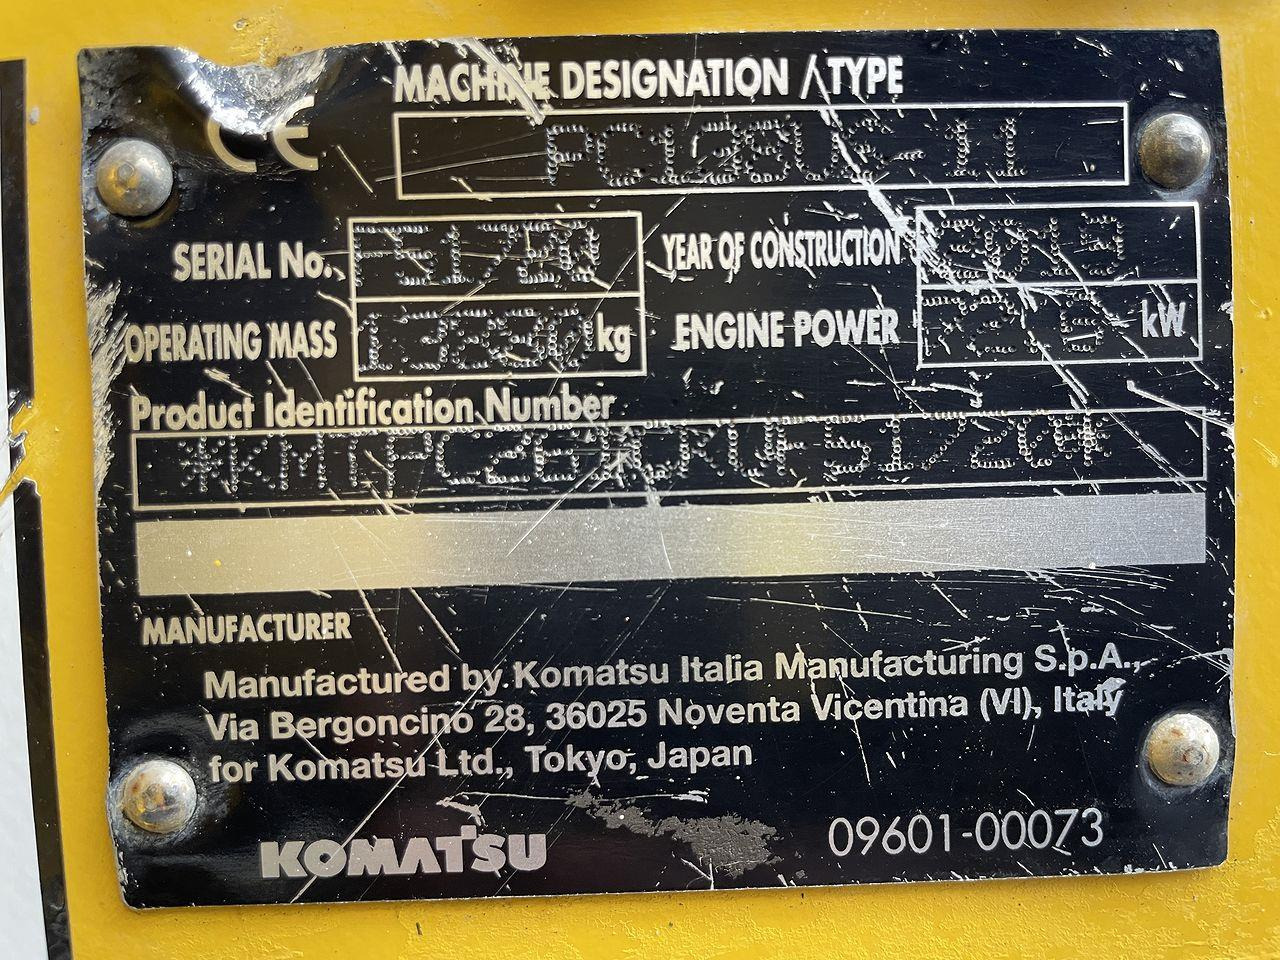 CE
MACHINE DESIGNATION / TYPE
PC128US-11
SERIAL No.
YEAR OF CONSTRUCTION
OPERATING MASS kg
ENGINE POWER kW
Product Identification Number
MANUFACTURER
Manufactured by Komatsu Italia Manufacturing S.p.A.,
Via Bergoncino 28, 36025 Noventa Vicentina (VI), Italy
for Komatsu Ltd., Tokyo, Japan
KOMATSU
09601-00073